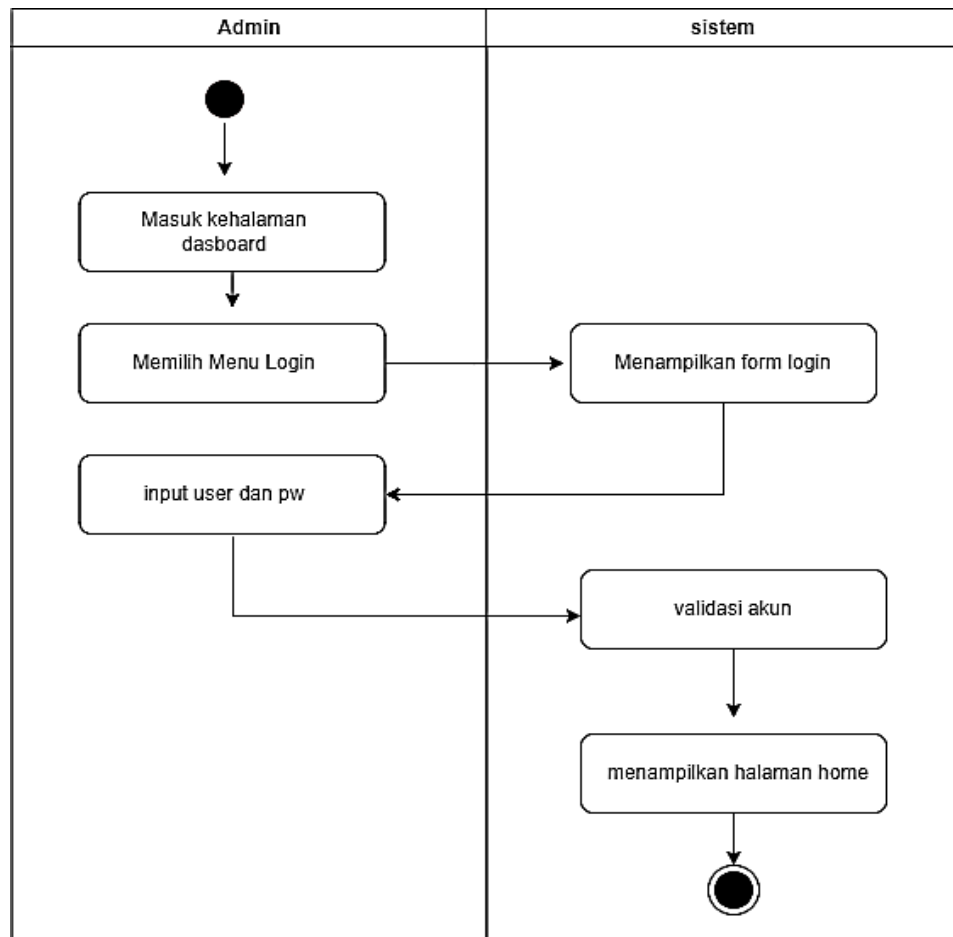 Admin
sistem
Masuk kehalaman
dasboard
Memilih Menu Login
Menampilkan form login
input user dan pw
validasi akun
menampilkan halaman home